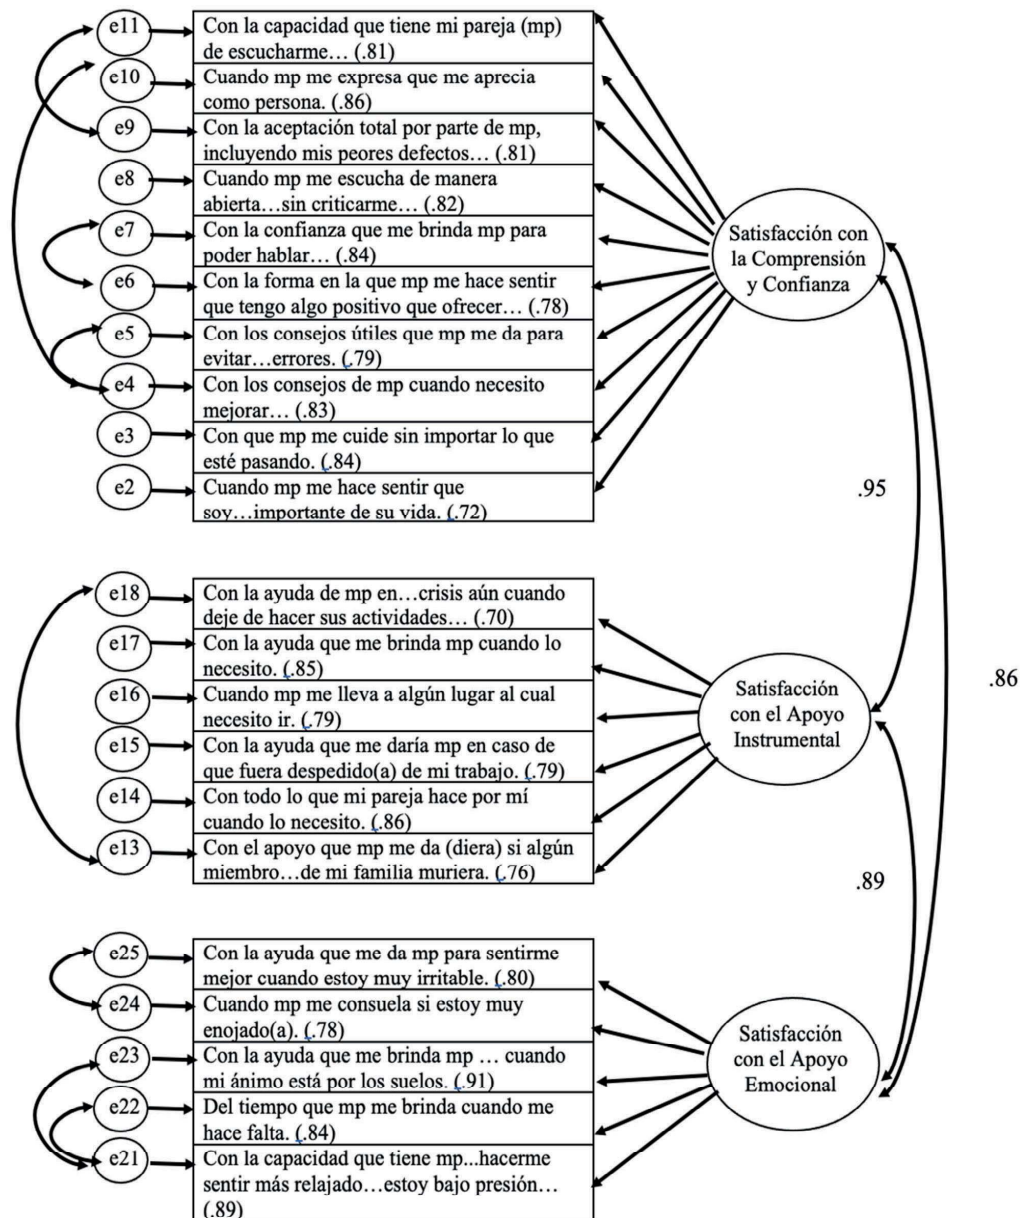 e11
Con la capacidad que tiene mi pareja (mp)
de escucharme… (.81)
e10
Cuando mp me expresa que me aprecia
como persona. (.86)
e9
Con la aceptación total por parte de mp,
incluyendo mis peores defectos… (.81)
e8
Cuando mp me escucha de manera
abierta…sin criticarme… (.82)
e7
Con la confianza que me brinda mp para
poder hablar… (.84)
e6
Con la forma en la que mp me hace sentir
que tengo algo positivo que ofrecer… (.78)
e5
Con los consejos útiles que mp me da para
evitar…errores. (.79)
e4
Con los consejos de mp cuando necesito
mejorar… (.83)
e3
Con que mp me cuide sin importar lo que
esté pasando. (.84)
e2
Cuando mp me hace sentir que
soy…importante de su vida. (.72)
Satisfacción con
la Comprensión
y Confianza
.95
.86
e18
Con la ayuda de mp en…crisis aún cuando
deje de hacer sus actividades… (.70)
e17
Con la ayuda que me brinda mp cuando lo
necesito. (.85)
e16
Cuando mp me lleva a algún lugar al cual
necesito ir. (.79)
e15
Con la ayuda que me daría mp en caso de
que fuera despedido(a) de mi trabajo. (.79)
e14
Con todo lo que mi pareja hace por mí
cuando lo necesito. (.86)
e13
Con el apoyo que mp me da (diera) si algún
miembro…de mi familia muriera. (.76)
Satisfacción
con el Apoyo
Instrumental
.89
e25
Con la ayuda que me da mp para sentirme
mejor cuando estoy muy irritable. (.80)
e24
Cuando mp me consuela si estoy muy
enojado(a). (.78)
e23
Con la ayuda que me brinda mp … cuando
mi ánimo está por los suelos. (.91)
e22
Del tiempo que mp me brinda cuando me
hace falta. (.84)
e21
Con la capacidad que tiene mp...hacerme
sentir más relajado…estoy bajo presión…
(.89)
Satisfacción
con el Apoyo
Emocional